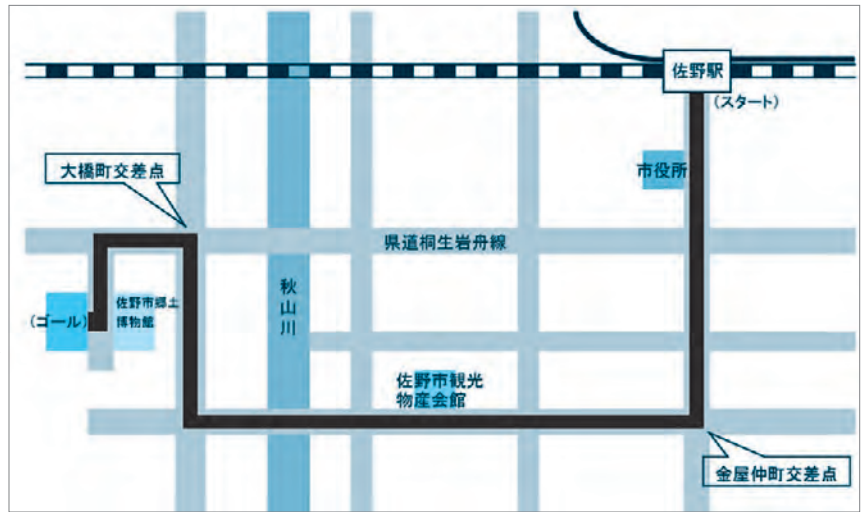 佐野駅
(スタート)
市役所
大橋町交差点
県道桐生岩舟線
秋山川
佐野市郷土
博物館
(ゴール)
佐野市観光
物産会館
金屋仲町交差点